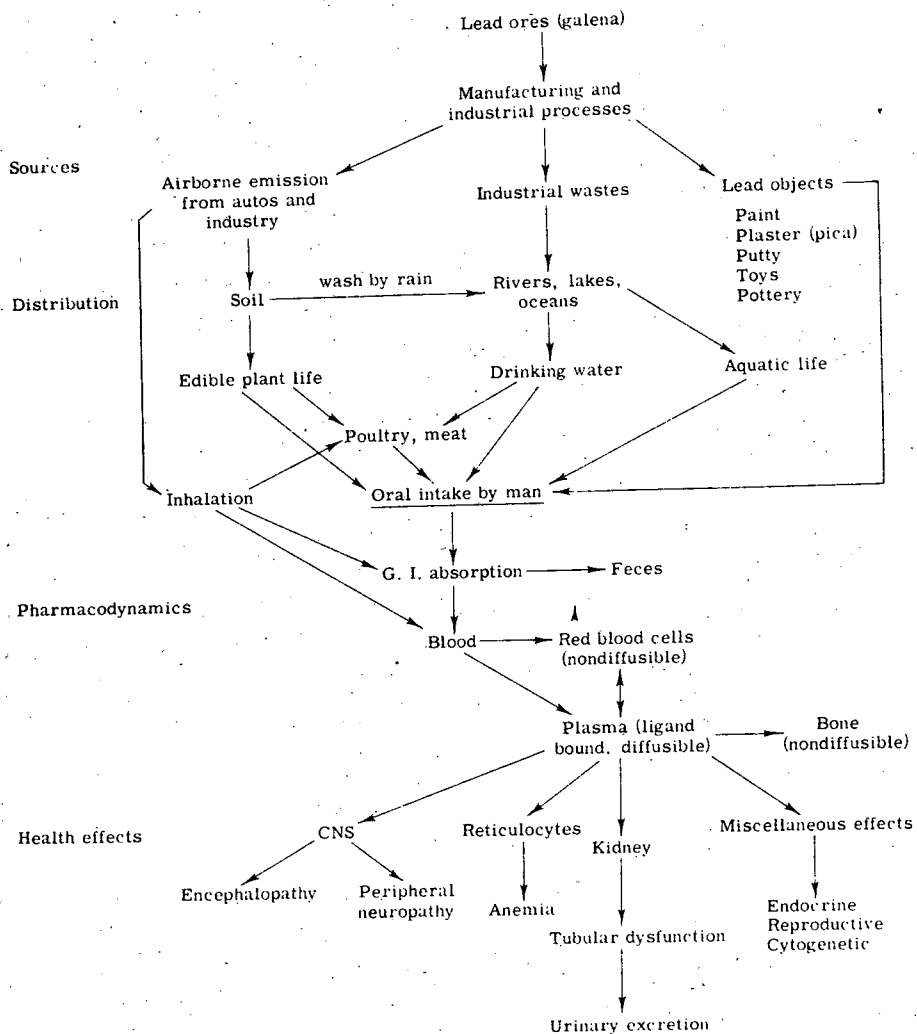 Lead ores (galena)
Manufacturing and
industrial processes
Sources
Airborne emission
from autos and
industry
Industrial wastes
Lead objects
Paint
Plaster (pica)
Putty
Toys
Pottery
Distribution
Soil
wash by rain
Rivers, lakes,
oceans
Edible plant life
Drinking water
Aquatic life
Poultry, meat
Inhalation
Oral intake by man
G. I. absorption
Feces
Pharmacodynamics
Blood
Red blood cells
(nondiffusible)
Plasma (ligand
bound, diffusible)
Bone
(nondiffusible)
Health effects
CNS
Reticulocytes
Kidney
Miscellaneous effects
Encephalopathy
Peripheral
neuropathy
Anemia
Endocrine
Reproductive
Cytogenetic
Tubular dysfunction
Urinary excretion